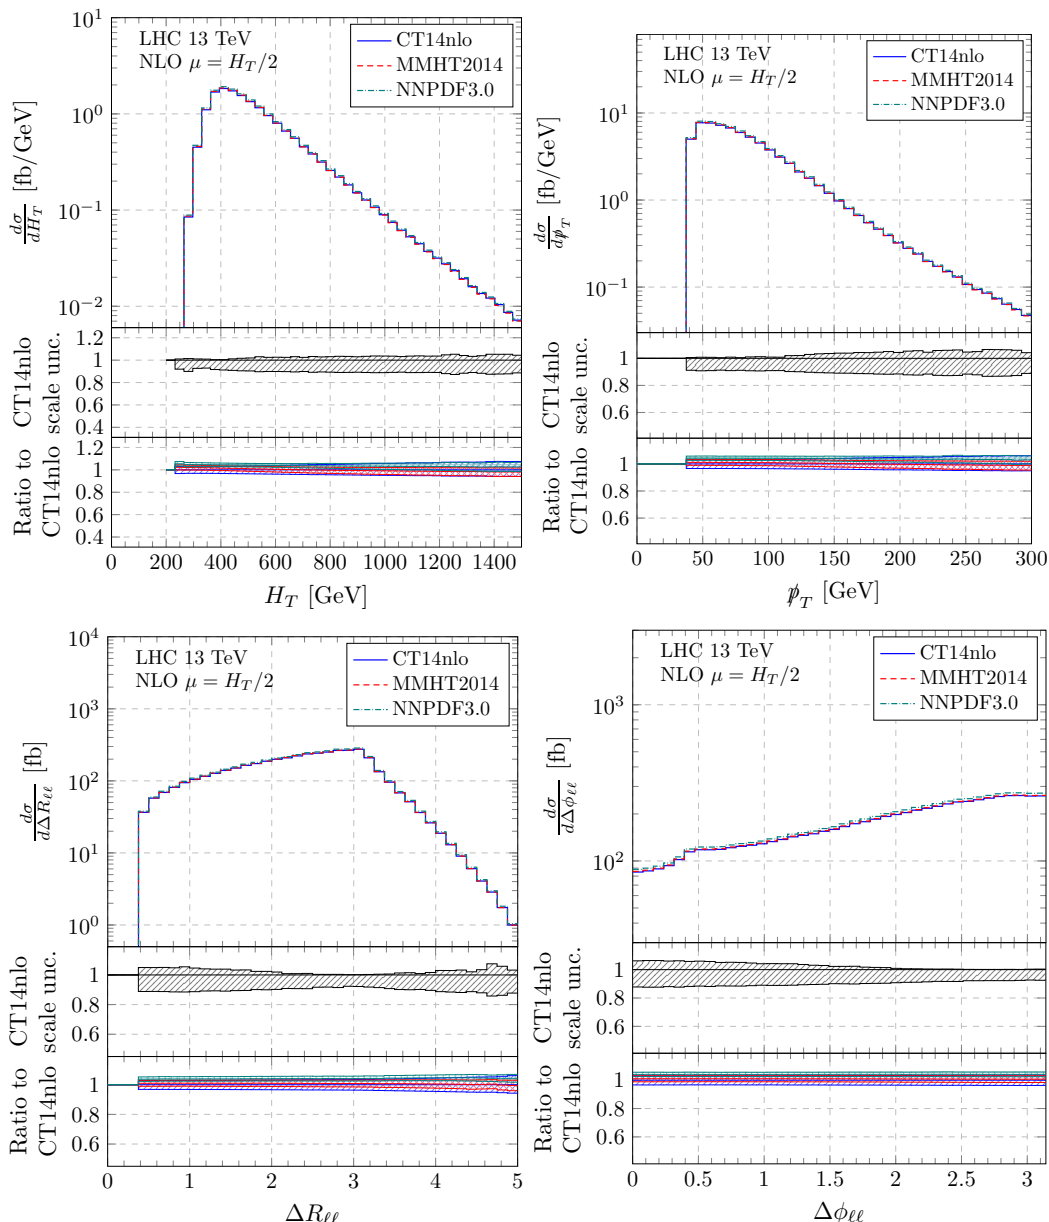 10^1
10^0
10^{-1}
10^{-2}
dσ/dH_T [fb/GeV]
LHC 13 TeV
NLO μ = H_T/2
CT14nlo
MMHT2014
NNPDF3.0
1.2
1
0.8
0.6
0.4
CT14nlo
scale unc.
1.2
1
0.8
0.6
0.4
Ratio to
CT14nlo
0 200 400 600 800 1000 1200 1400
H_T [GeV]
10^1
10^0
10^{-1}
dσ/dp̸_T [fb/GeV]
LHC 13 TeV
NLO μ = H_T/2
CT14nlo
MMHT2014
NNPDF3.0
1
0.8
0.6
CT14nlo
scale unc.
1
0.8
0.6
Ratio to
CT14nlo
0 50 100 150 200 250 300
p̸_T [GeV]
10^4
10^3
10^2
10^1
10^0
dσ/dΔR_{ℓℓ} [fb]
LHC 13 TeV
NLO μ = H_T/2
CT14nlo
MMHT2014
NNPDF3.0
1
0.8
0.6
CT14nlo
scale unc.
1
0.8
0.6
Ratio to
CT14nlo
0 1 2 3 4 5
ΔR_{ℓℓ}
10^3
10^2
dσ/dΔϕ_{ℓℓ} [fb]
LHC 13 TeV
NLO μ = H_T/2
CT14nlo
MMHT2014
NNPDF3.0
1
0.8
0.6
CT14nlo
scale unc.
1
0.8
0.6
Ratio to
CT14nlo
0 0.5 1 1.5 2 2.5 3
Δϕ_{ℓℓ}